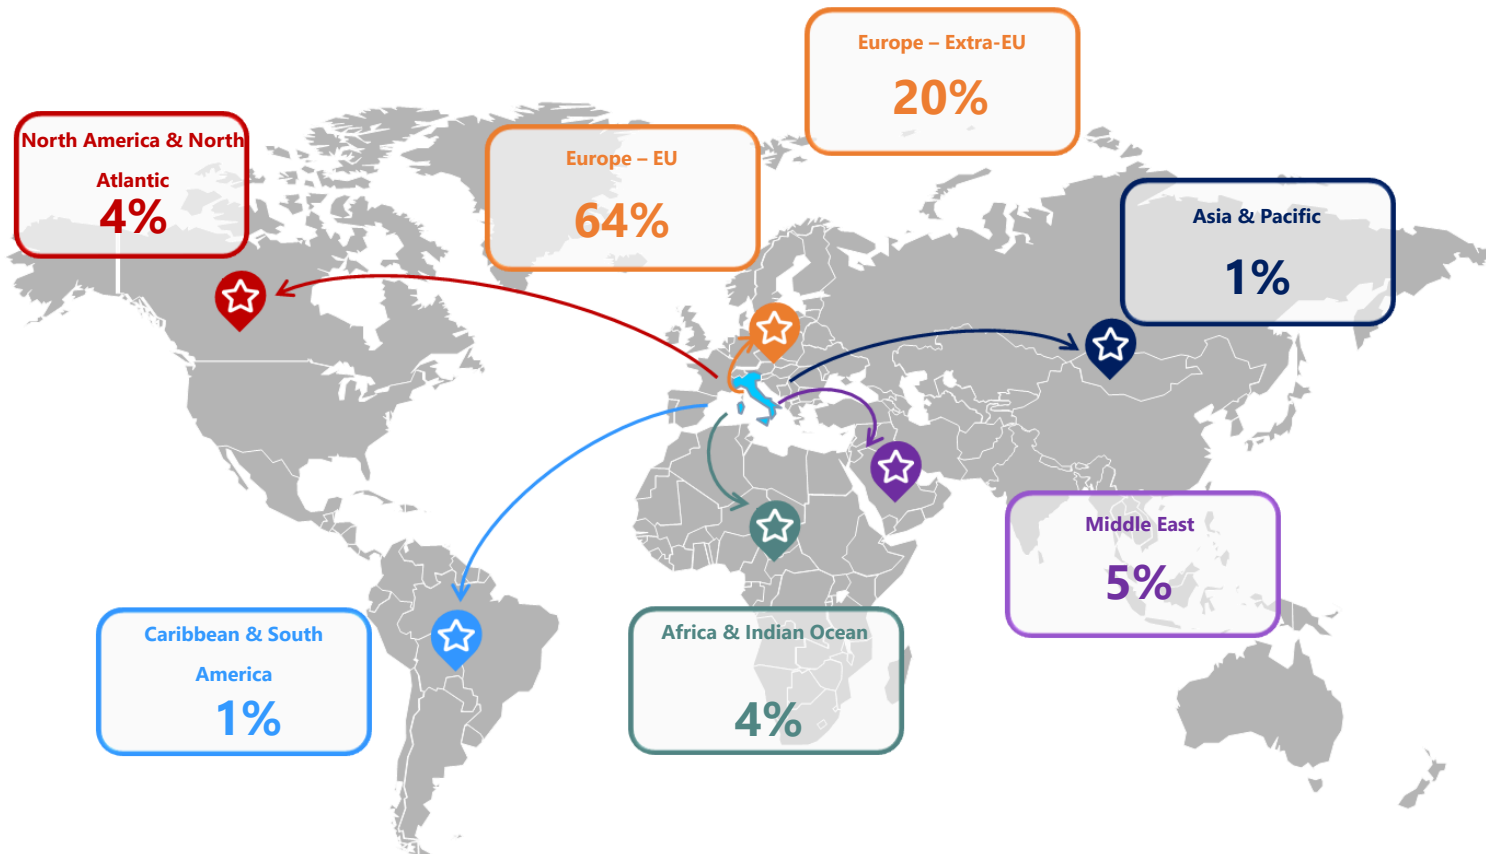 Europe – Extra-EU
20%
North America & North
Atlantic
4%
Europe – EU
64%
Asia & Pacific
1%
Middle East
5%
Caribbean & South
America
1%
Africa & Indian Ocean
4%